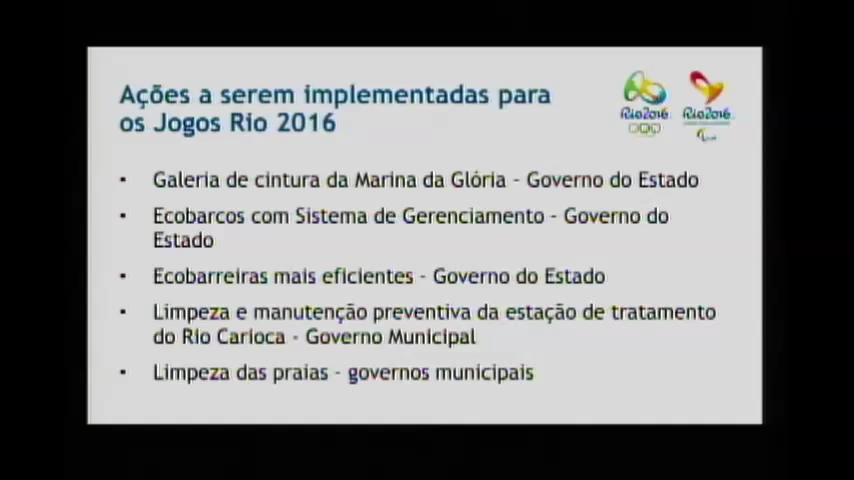 Ações a serem implementadas para
os Jogos Rio 2016
Rio2016
Rio2016
• Galeria de cintura da Marina da Glória - Governo do Estado
• Ecobarcos com Sistema de Gerenciamento - Governo do
Estado
• Ecobarreiras mais eficientes - Governo do Estado
• Limpeza e manutenção preventiva da estação de tratamento
do Rio Carioca - Governo Municipal
• Limpeza das praias - governos municipais